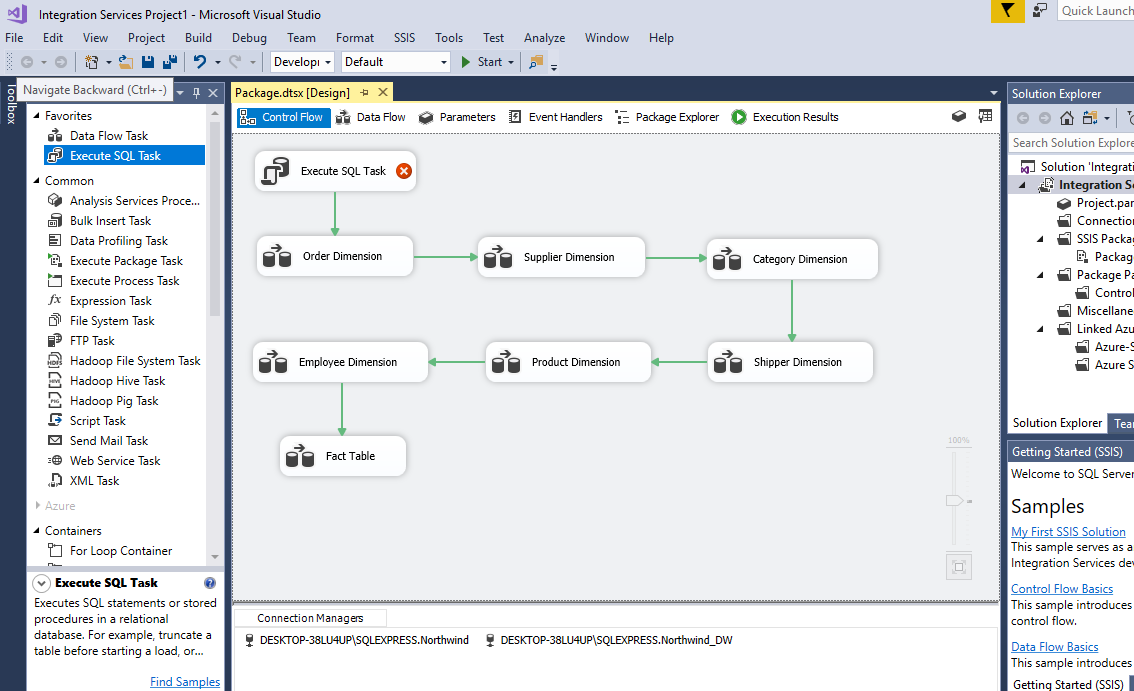 Integration Services Project1 - Microsoft Visual Studio
Quick Launch
File Edit View Project Build Debug Team Format SSIS Tools Test Analyze Window Help
Develop Default Start
Navigate Backward (Ctrl+-)
Toolbox
Favorites
Data Flow Task
Execute SQL Task
Common
Analysis Services Proce...
Bulk Insert Task
Data Profiling Task
Execute Package Task
Execute Process Task
fx Expression Task
File System Task
FTP Task
Hadoop File System Task
Hadoop Hive Task
Hadoop Pig Task
Script Task
Send Mail Task
Web Service Task
XML Task
Azure
Containers
For Loop Container
Execute SQL Task
Executes SQL statements or stored
procedures in a relational
database. For example, truncate a
table before starting a load, or...
Find Samples
Package.dtsx [Design]
Control Flow Data Flow Parameters Event Handlers Package Explorer Execution Results
Execute SQL Task
Order Dimension Supplier Dimension Category Dimension
Employee Dimension Product Dimension Shipper Dimension
Fact Table
100%
Connection Managers
DESKTOP-38LU4UP\SQLEXPRESS.Northwind DESKTOP-38LU4UP\SQLEXPRESS.Northwind_DW
Solution Explorer
Search Solution Explore
Solution 'Integrati
Integration Se
Project.par
Connection
SSIS Packa
Packag
Package Pa
Control
Miscellane
Linked Azu
Azure-S
Azure S
Solution Explorer Tea
Getting Started (SSIS)
Welcome to SQL Server
Samples
My First SSIS Solution
This sample serves as a
Integration Services dev
Control Flow Basics
This sample introduces
control flow.
Data Flow Basics
This sample introduces
Getting Started (SSIS)